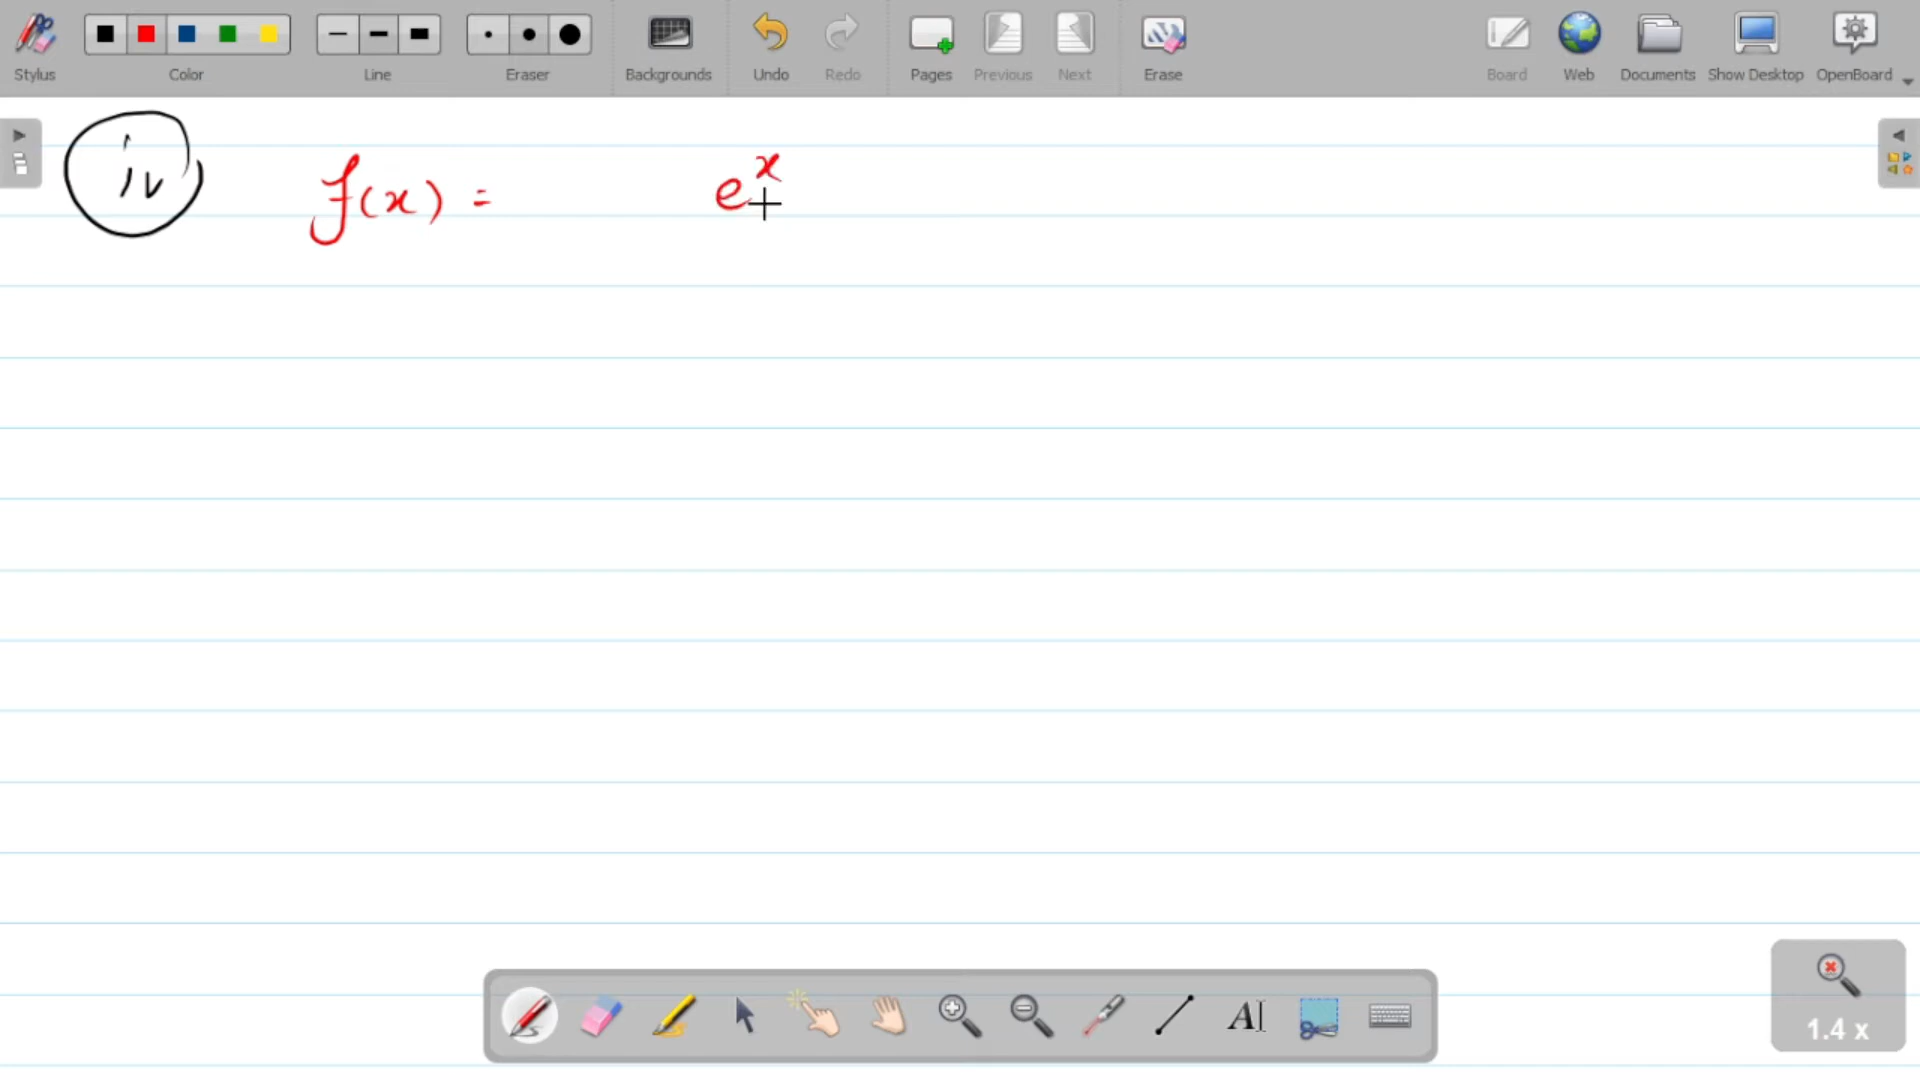 Stylus Color Line Eraser Backgrounds Undo Redo Pages Previous Next Erase Board Web Documents Show Desktop OpenBoard
iv f(x) = e^x
1.4 x